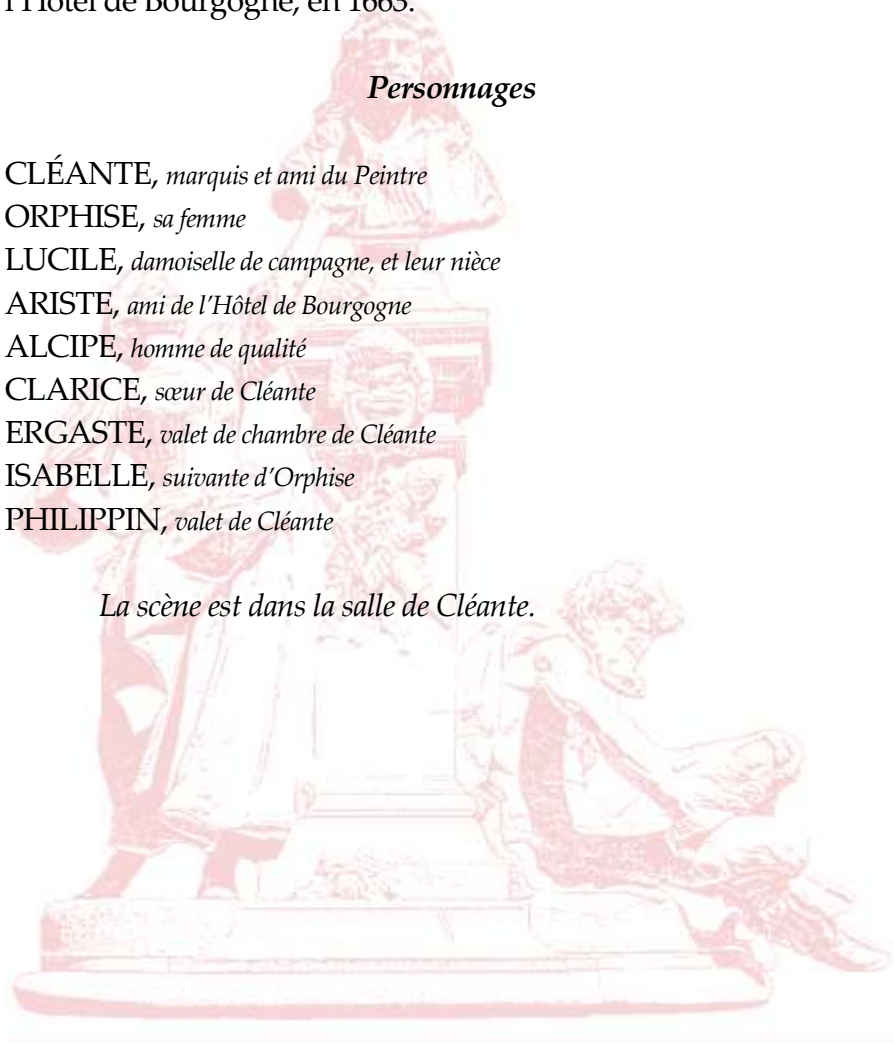 l'Hôtel de Bourgogne, en 1663.
Personnages
CLÉANTE, marquis et ami du Peintre
ORPHISE, sa femme
LUCILE, damoiselle de campagne, et leur nièce
ARISTE, ami de l'Hôtel de Bourgogne
ALCIPE, homme de qualité
CLARICE, sœur de Cléante
ERGASTE, valet de chambre de Cléante
ISABELLE, suivante d'Orphise
PHILIPPIN, valet de Cléante
La scène est dans la salle de Cléante.